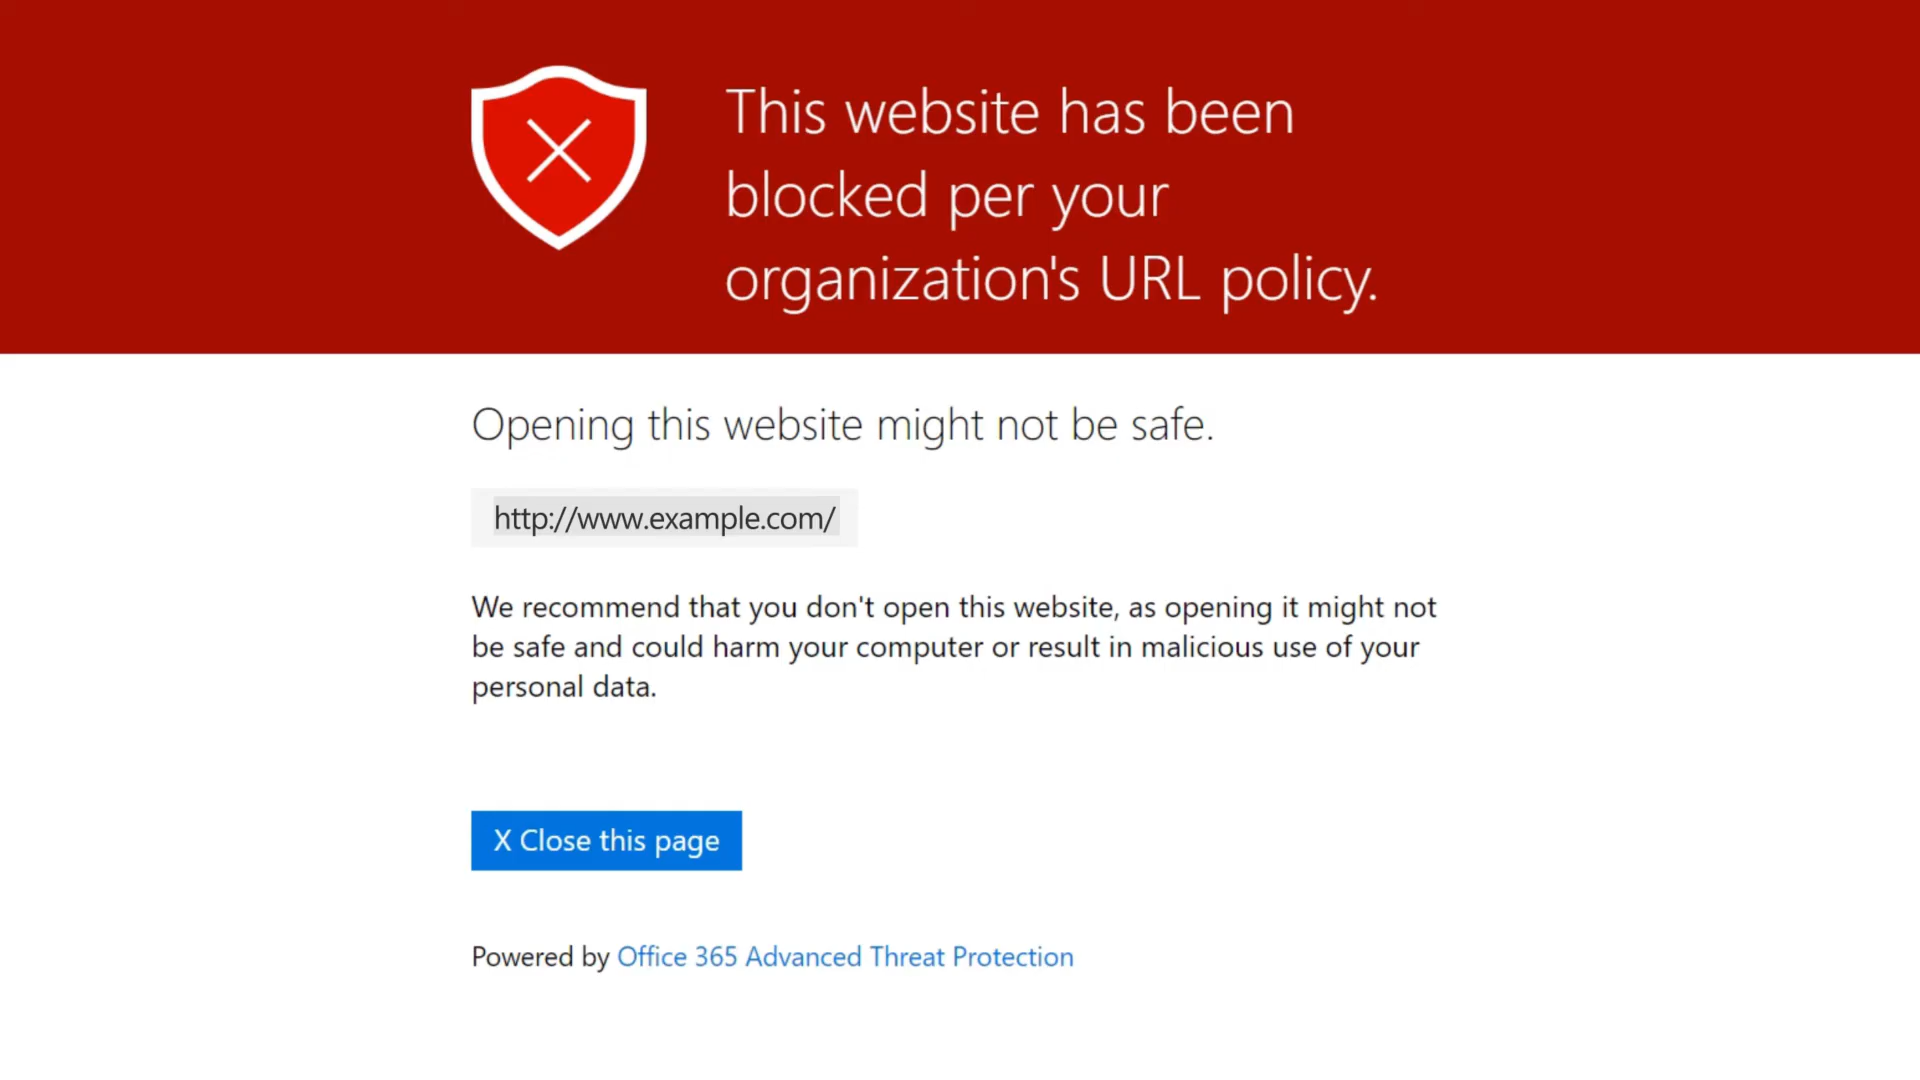 This website has been
blocked per your
organization's URL policy.
Opening this website might not be safe.
http://www.example.com/
We recommend that you don't open this website, as opening it might not
be safe and could harm your computer or result in malicious use of your
personal data.
X Close this page
Powered by Office 365 Advanced Threat Protection